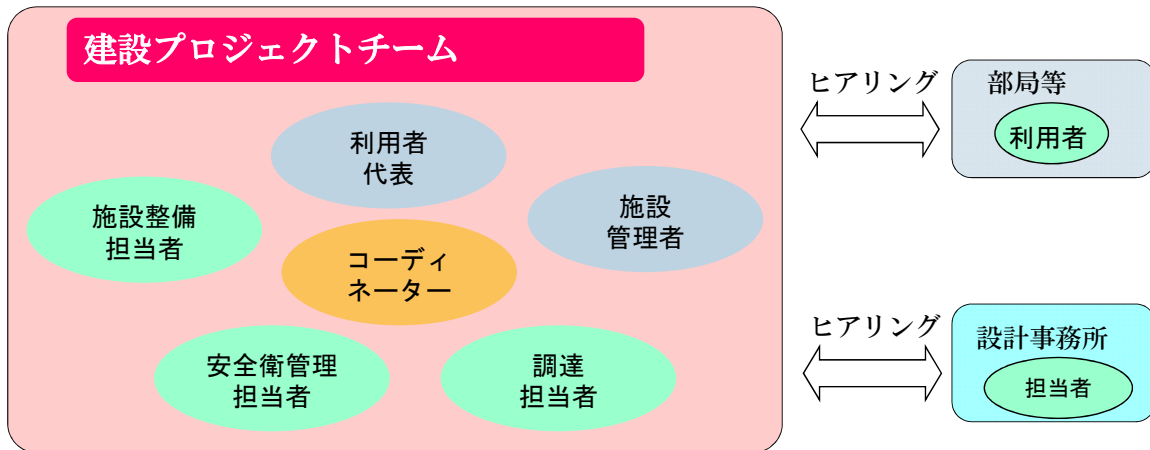 建設プロジェクトチーム
利用者
代表
施設整備
担当者
施設
管理者
コーディ
ネーター
安全衛管理
担当者
調達
担当者
ヒアリング
部局等
利用者
ヒアリング
設計事務所
担当者